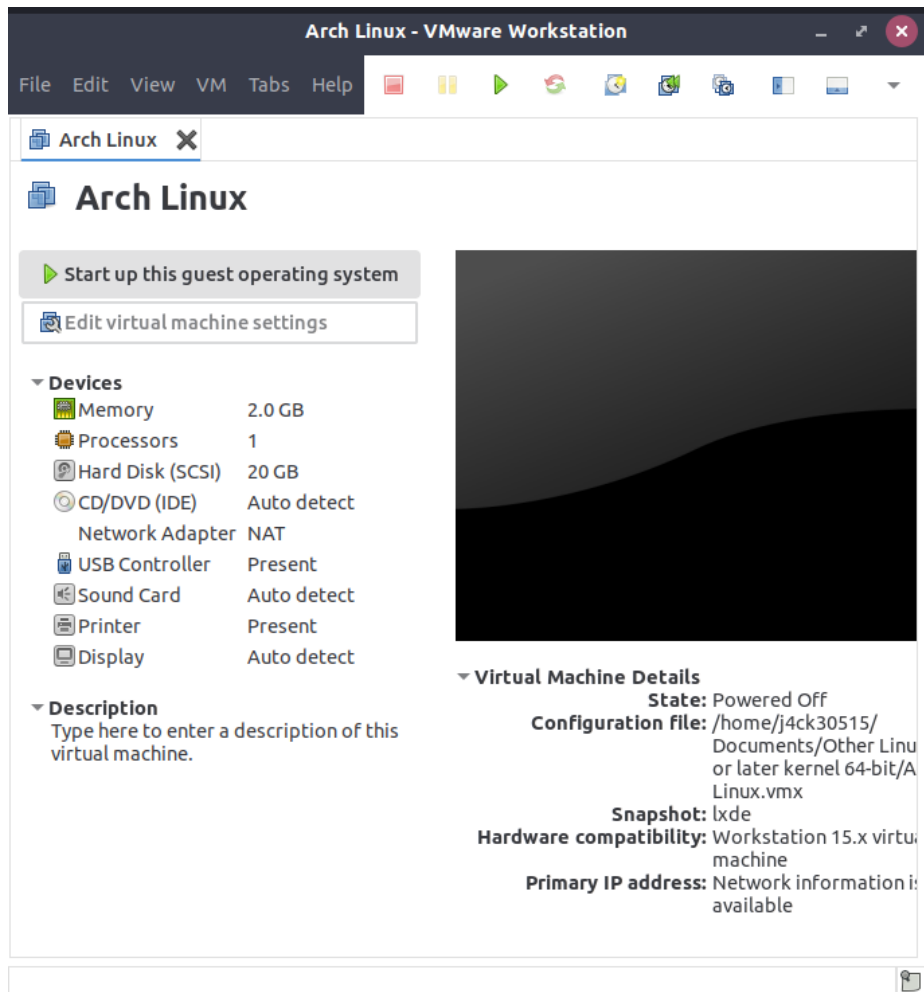 Arch Linux - VMware Workstation
File Edit View VM Tabs Help
Arch Linux
Arch Linux
Start up this guest operating system
Edit virtual machine settings
Devices
Memory 2.0 GB
Processors 1
Hard Disk (SCSI) 20 GB
CD/DVD (IDE) Auto detect
Network Adapter NAT
USB Controller Present
Sound Card Auto detect
Printer Present
Display Auto detect
Description
Type here to enter a description of this
virtual machine.
Virtual Machine Details
State: Powered Off
Configuration file: /home/j4ck30515/
Documents/Other Linu
or later kernel 64-bit/A
Linux.vmx
Snapshot: lxde
Hardware compatibility: Workstation 15.x virtu
machine
Primary IP address: Network information i
available